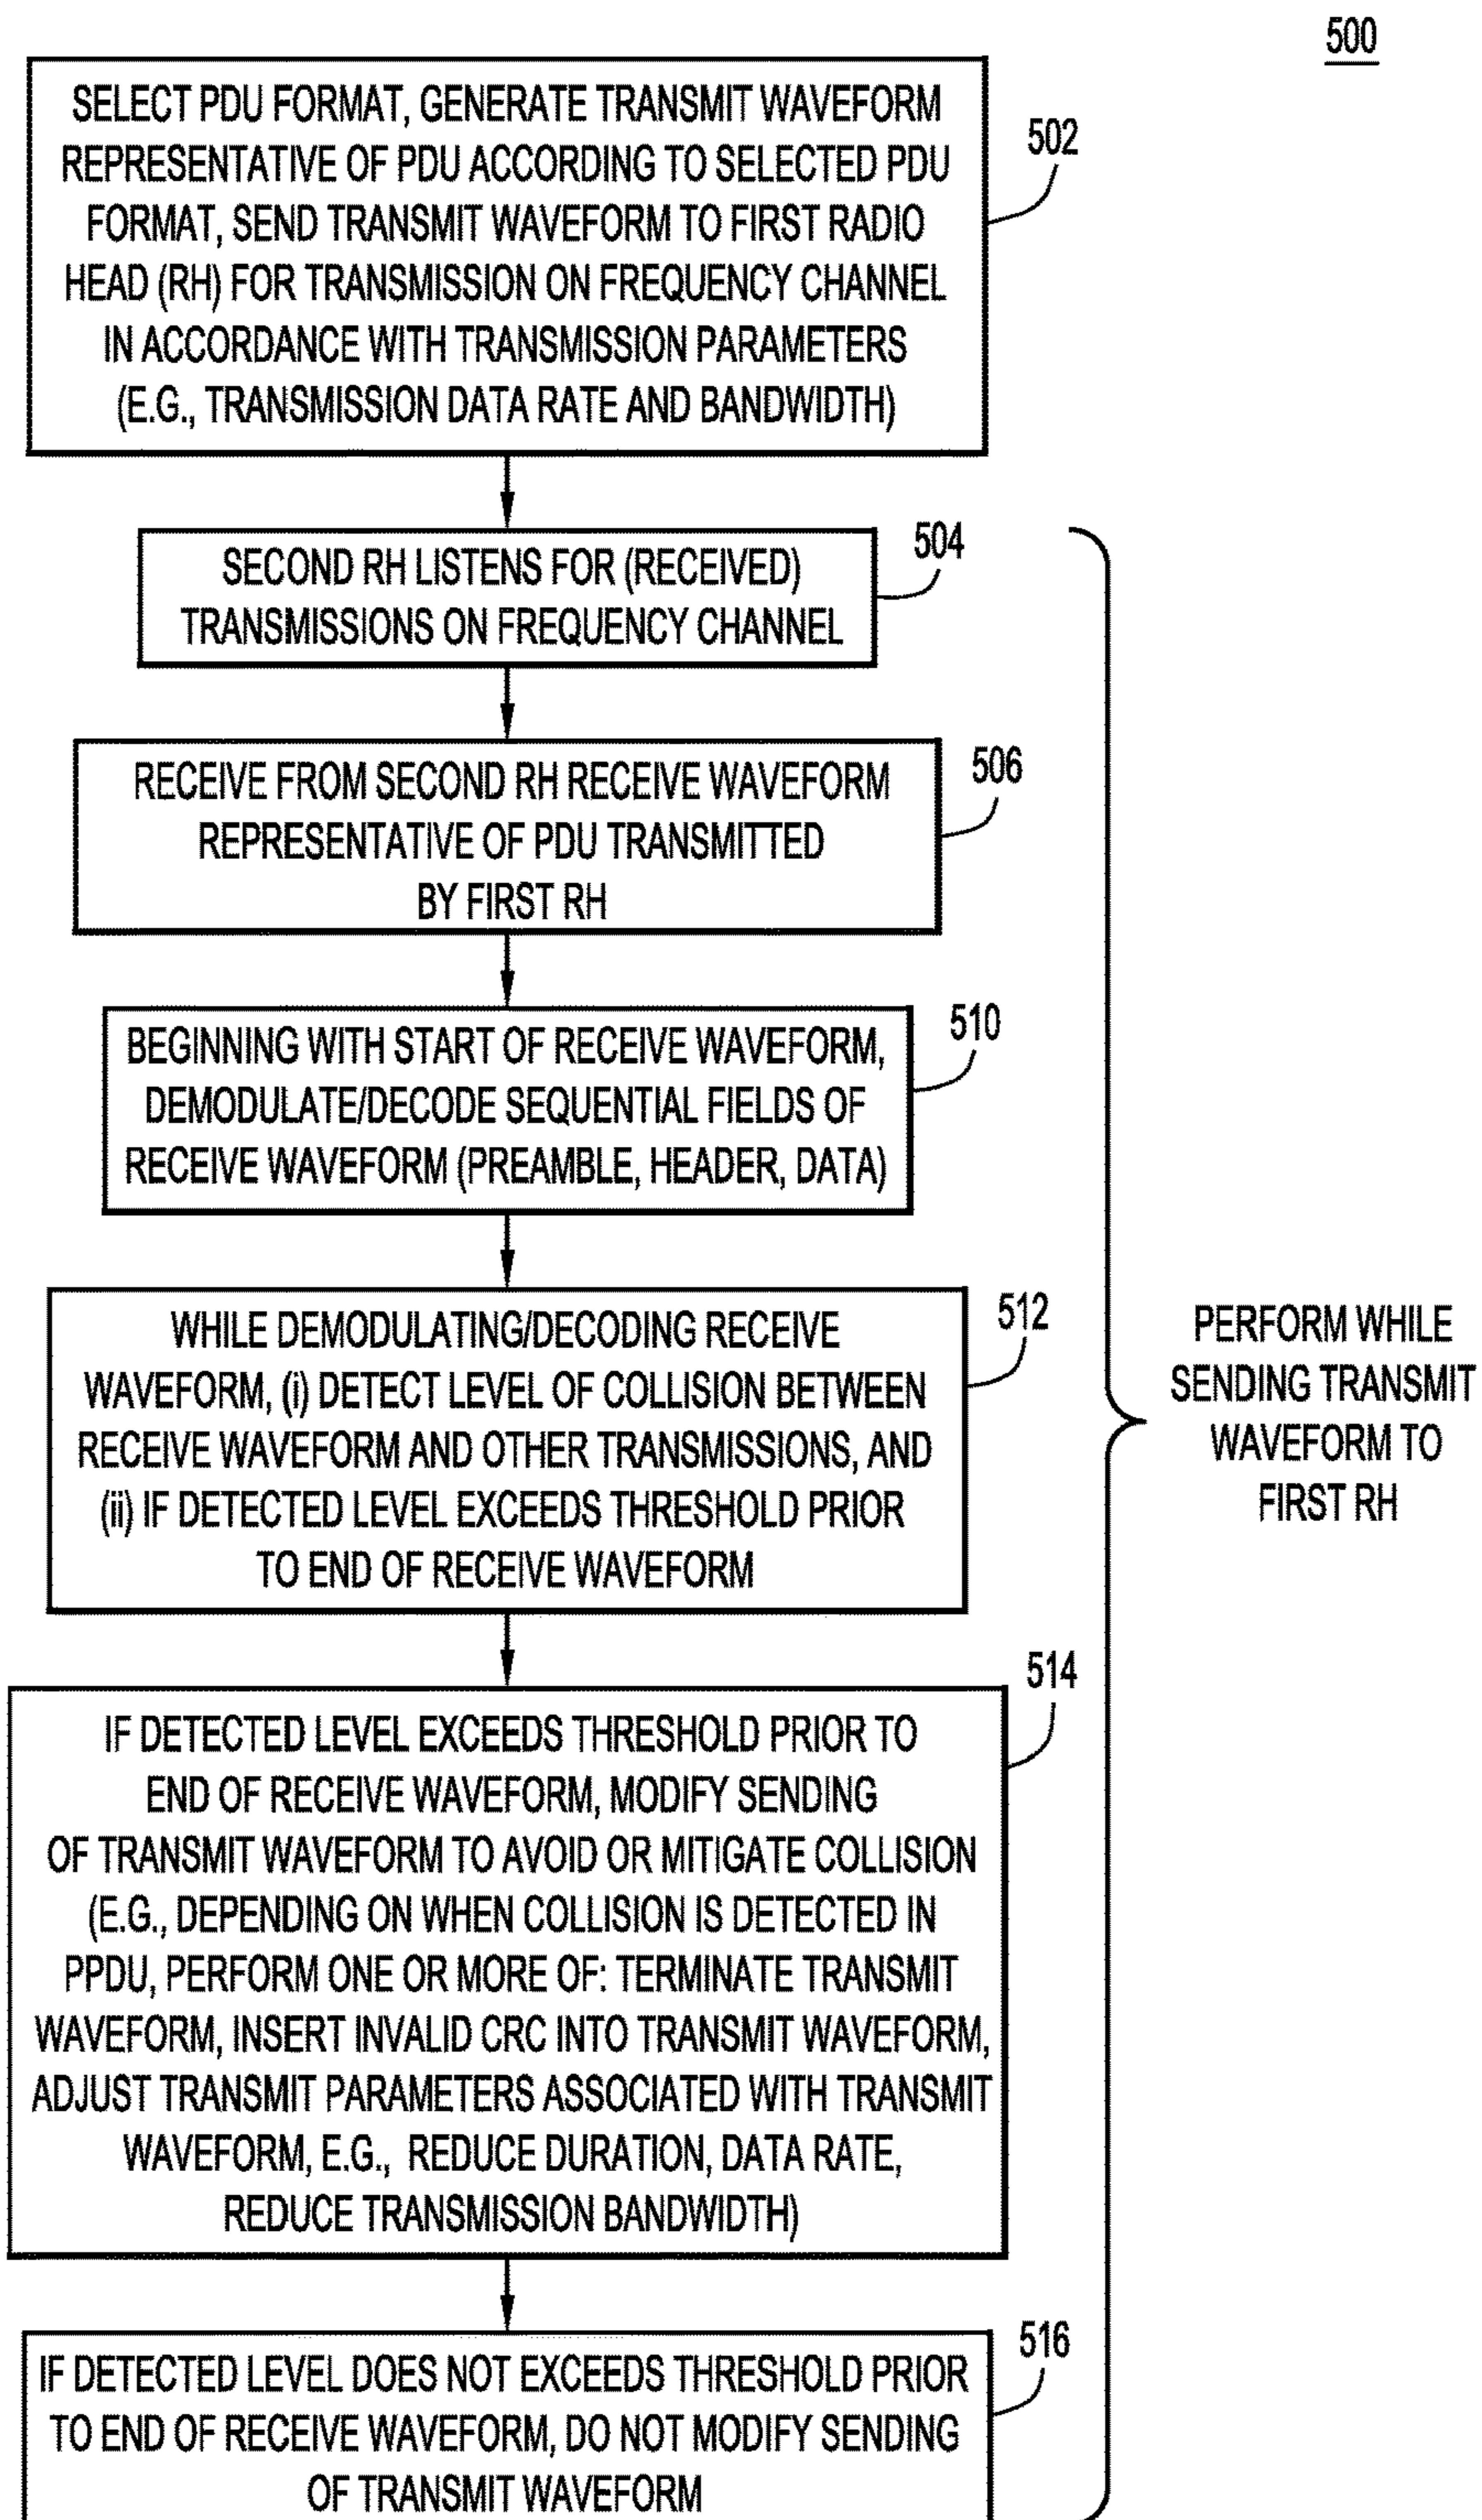 500
SELECT PDU FORMAT, GENERATE TRANSMIT WAVEFORM
REPRESENTATIVE OF PDU ACCORDING TO SELECTED PDU
FORMAT, SEND TRANSMIT WAVEFORM TO FIRST RADIO
HEAD (RH) FOR TRANSMISSION ON FREQUENCY CHANNEL
IN ACCORDANCE WITH TRANSMISSION PARAMETERS
(E.G., TRANSMISSION DATA RATE AND BANDWIDTH)
502
SECOND RH LISTENS FOR (RECEIVED)
TRANSMISSIONS ON FREQUENCY CHANNEL
504
RECEIVE FROM SECOND RH RECEIVE WAVEFORM
REPRESENTATIVE OF PDU TRANSMITTED
BY FIRST RH
506
BEGINNING WITH START OF RECEIVE WAVEFORM,
DEMODULATE/DECODE SEQUENTIAL FIELDS OF
RECEIVE WAVEFORM (PREAMBLE, HEADER, DATA)
510
WHILE DEMODULATING/DECODING RECEIVE
WAVEFORM, (i) DETECT LEVEL OF COLLISION BETWEEN
RECEIVE WAVEFORM AND OTHER TRANSMISSIONS, AND
(ii) IF DETECTED LEVEL EXCEEDS THRESHOLD PRIOR
TO END OF RECEIVE WAVEFORM
512
PERFORM WHILE
SENDING TRANSMIT
WAVEFORM TO
FIRST RH
IF DETECTED LEVEL EXCEEDS THRESHOLD PRIOR TO
END OF RECEIVE WAVEFORM, MODIFY SENDING
OF TRANSMIT WAVEFORM TO AVOID OR MITIGATE COLLISION
(E.G., DEPENDING ON WHEN COLLISION IS DETECTED IN
PPDU, PERFORM ONE OR MORE OF: TERMINATE TRANSMIT
WAVEFORM, INSERT INVALID CRC INTO TRANSMIT WAVEFORM,
ADJUST TRANSMIT PARAMETERS ASSOCIATED WITH TRANSMIT
WAVEFORM, E.G., REDUCE DURATION, DATA RATE,
REDUCE TRANSMISSION BANDWIDTH)
514
IF DETECTED LEVEL DOES NOT EXCEEDS THRESHOLD PRIOR
TO END OF RECEIVE WAVEFORM, DO NOT MODIFY SENDING
OF TRANSMIT WAVEFORM
516